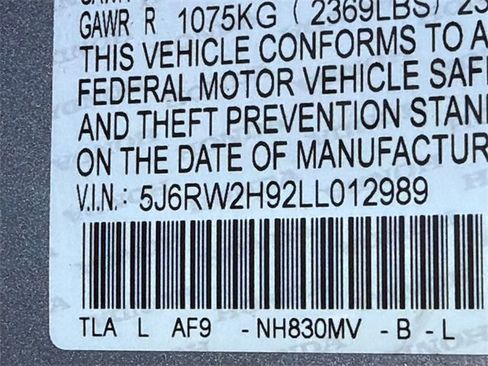 GAWR R 1075KG (2369LBS)
THIS VEHICLE CONFORMS TO A
FEDERAL MOTOR VEHICLE SAF
AND THEFT PREVENTION STAN
ON THE DATE OF MANUFACTUR
V.I.N.: 5J6RW2H92LL012989
TLA L AF9 -NH830MV -B-L